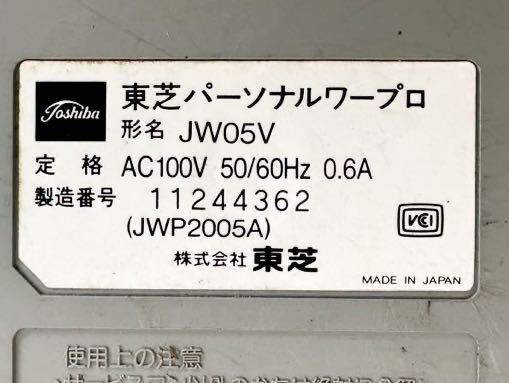 Toshiba
東芝パーソナルワープロ
形名 JW05V
定格 AC100V 50/60Hz 0.6A
製造番号 11244362
(JWP2005A)
VCI
株式会社 東芝
MADE IN JAPAN
使用上の注意